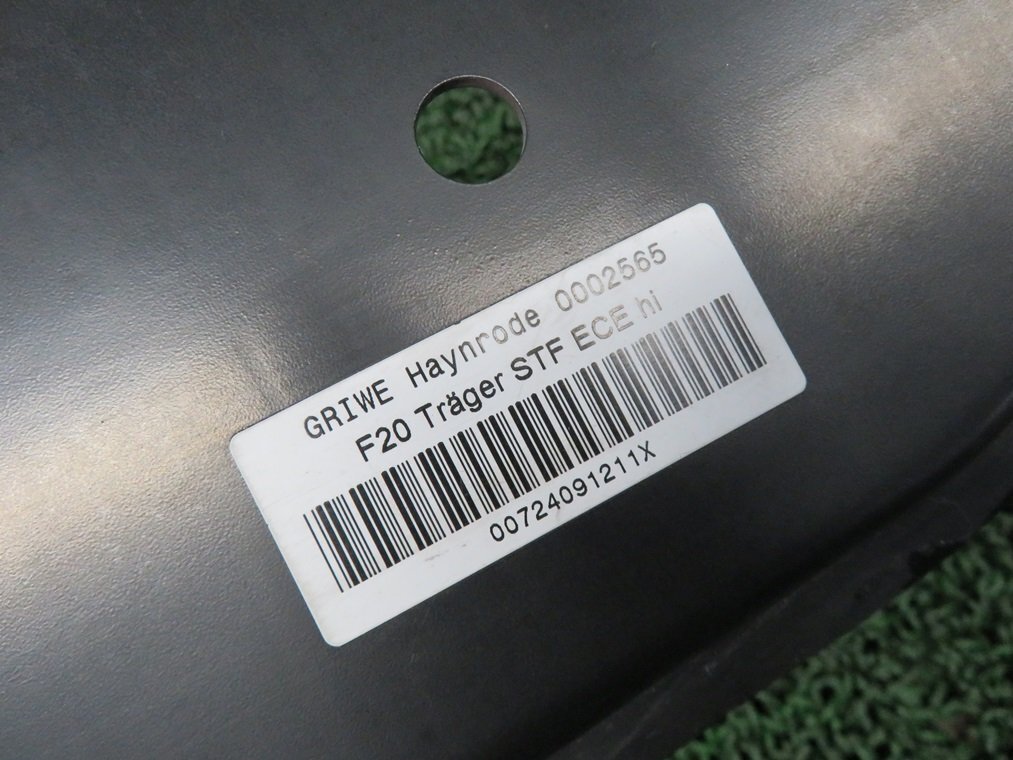 GRIWE Haynrode 0002565
F20 Träger STF ECE hi
00724091211X